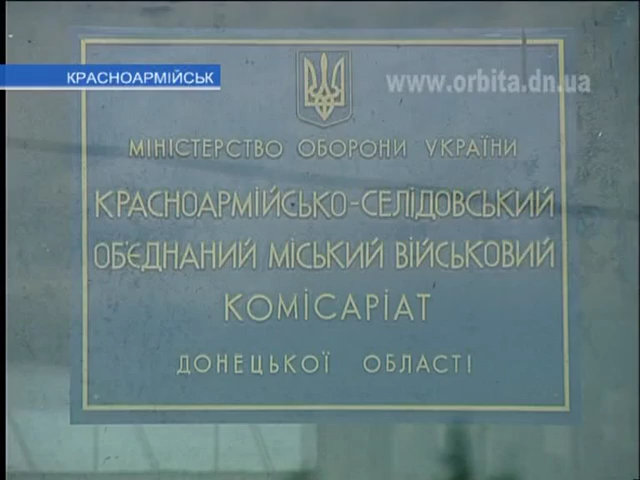 КРАСНОАРМІЙСЬК
www.orbita.dn.ua
МІНІСТЕРСТВО ОБОРОНИ УКРАЇНИ
КРАСНОАРМІЙСЬКО-СЕЛІДОВСЬКИЙ
ОБ'ЄДНАНИЙ МІСЬКИЙ ВІЙСЬКОВИЙ
КОМІСАРІАТ
ДОНЕЦЬКОЇ ОБЛАСТІ